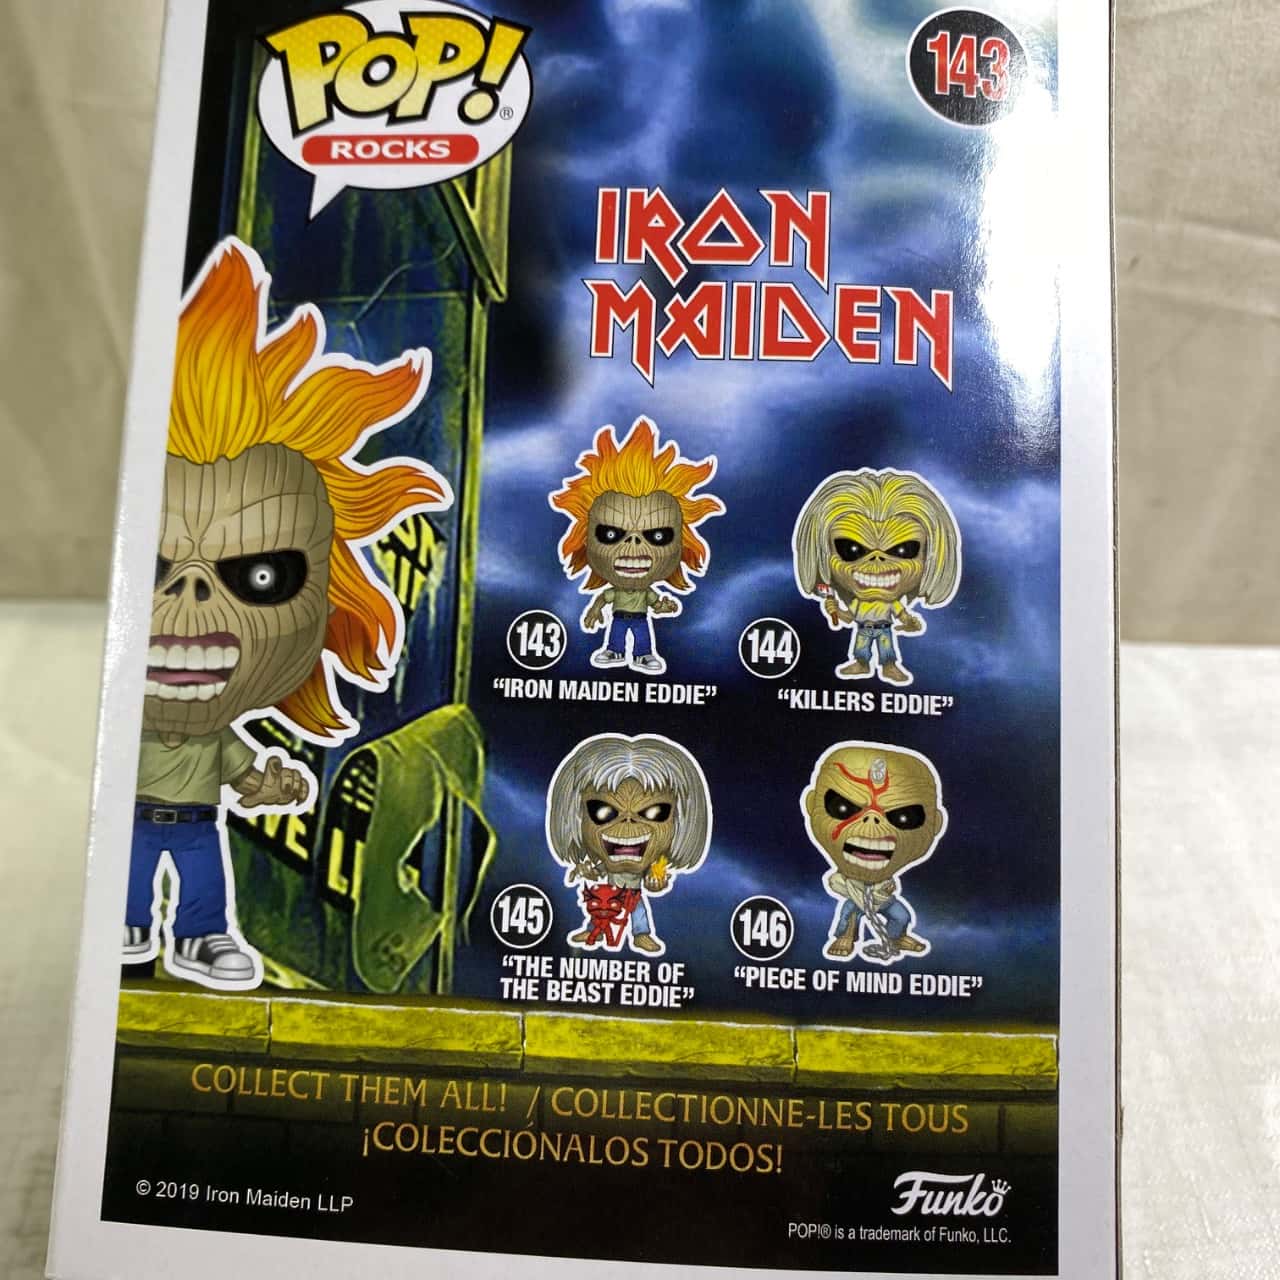 POP!®
ROCKS
143
IRON
MAIDEN
143
"IRON MAIDEN EDDIE"
144
"KILLERS EDDIE"
145
"THE NUMBER OF
THE BEAST EDDIE"
146
"PIECE OF MIND EDDIE"
COLLECT THEM ALL! / COLLECTIONNE-LES TOUS
¡COLECCIÓNALOS TODOS!
© 2019 Iron Maiden LLP
Funko
POP!® is a trademark of Funko, LLC.